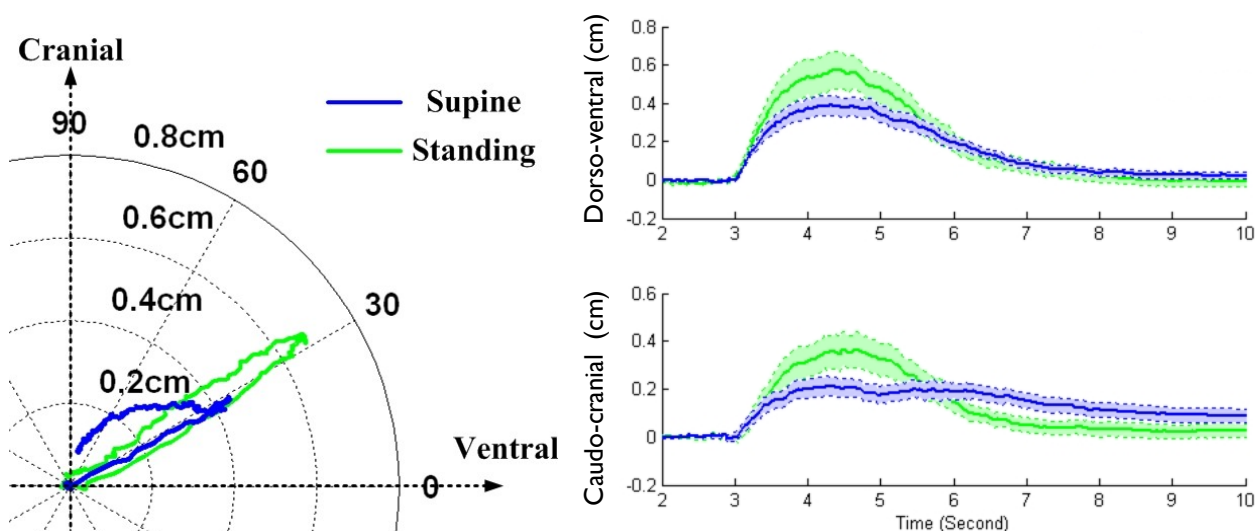 Cranial
90
0.8cm
60
0.6cm
0.4cm
30
0.2cm
Ventral
0
Supine
Standing
Dorso-ventral (cm)
0.8
0.6
0.4
0.2
0
-0.2
2 3 4 5 6 7 8 9 10
Caudo-cranial (cm)
0.6
0.4
0.2
0
-0.2
2 3 4 5 6 7 8 9 10
Time (Second)